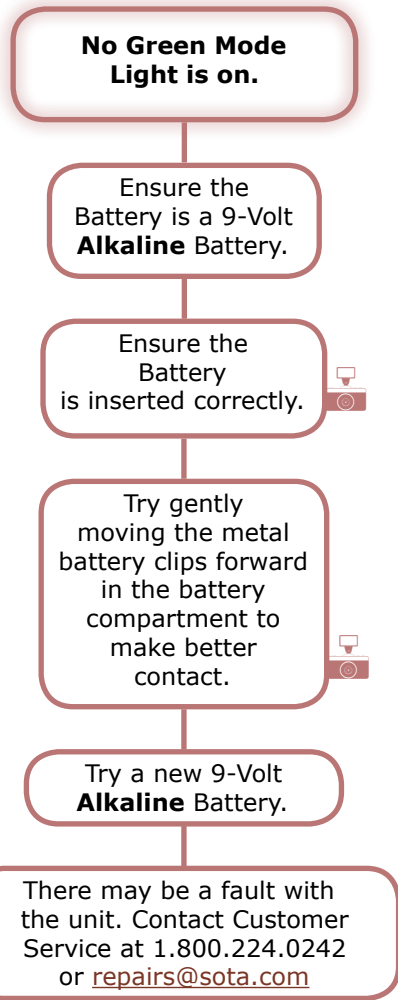 No Green Mode
Light is on.
Ensure the
Battery is a 9-Volt
Alkaline Battery.
Ensure the
Battery
is inserted correctly.
Try gently
moving the metal
battery clips forward
in the battery
compartment to
make better
contact.
Try a new 9-Volt
Alkaline Battery.
There may be a fault with
the unit. Contact Customer
Service at 1.800.224.0242
or repairs@sota.com